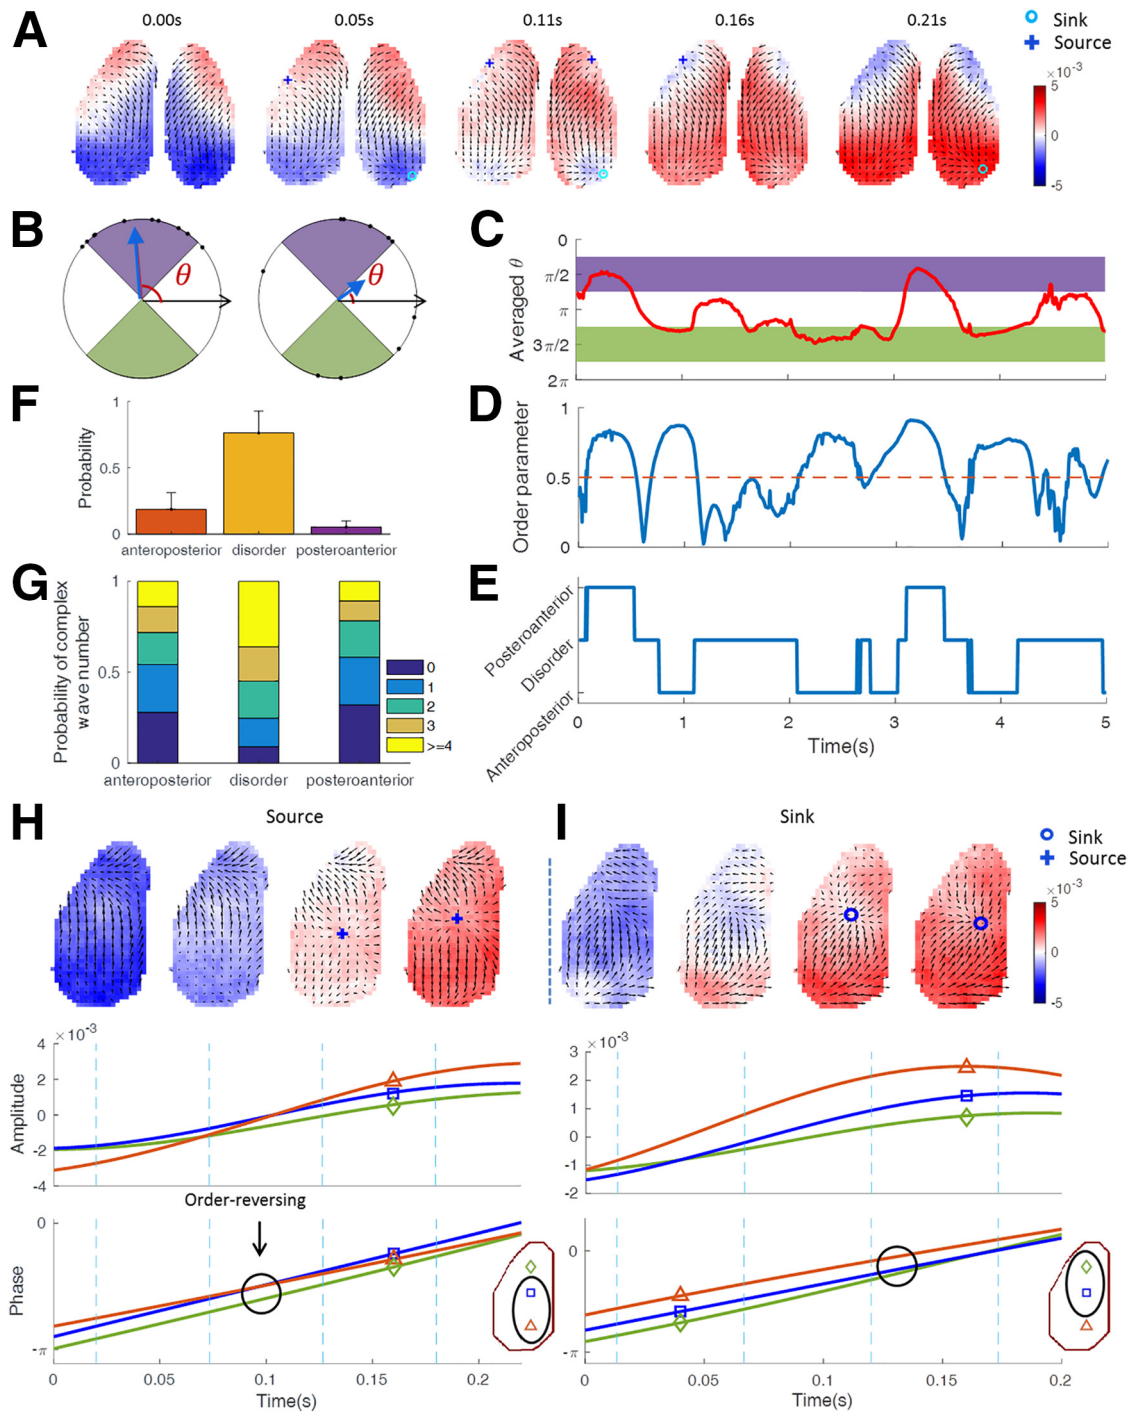 A
0.00s 0.05s 0.11s 0.16s 0.21s
Sink
Source
×10⁻³
5
0
-5
B
θ
θ
C
Averaged θ
0
π/2
π
3π/2
2π
F
Probability
1
0.5
0
anteroposterior disorder posteroanterior
D
Order parameter
1
0.5
0
0 1 2 3 4 5
G
Probability of complex
wave number
1
0.5
0
0
1
2
3
>=4
anteroposterior disorder posteroanterior
E
Posteroanterior
Disorder
Anteroposterior
0 1 2 3 4 5
Time(s)
H
Source
I
Sink
Sink
Source
×10⁻³
5
0
-5
×10⁻³
Amplitude
4
2
0
-2
-4
×10⁻³
3
2
1
0
-1
-2
Order-reversing
Phase
0
-π
0 0.05 0.1 0.15 0.2
Time(s)
0
-π
0 0.05 0.1 0.15 0.2
Time(s)